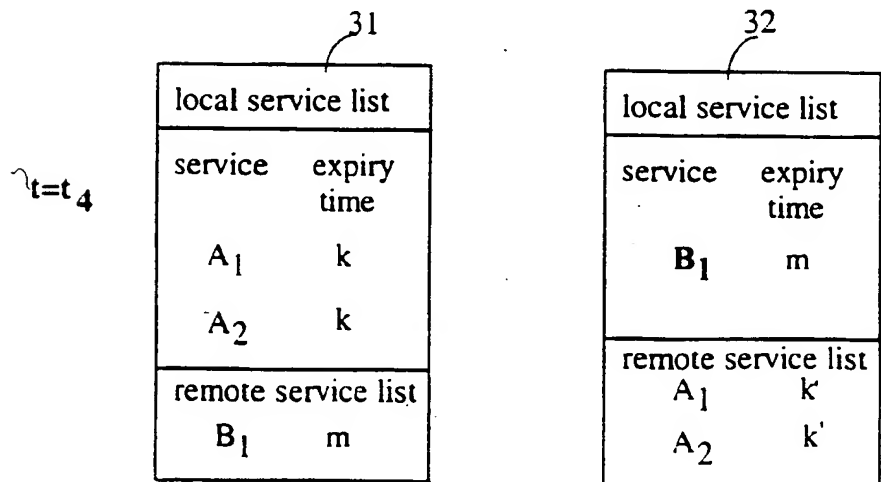 31
local service list
service expiry
time
A1 k
A2 k
remote service list
B1 m
t=t4
32
local service list
service expiry
time
B1 m
remote service list
A1 k'
A2 k'